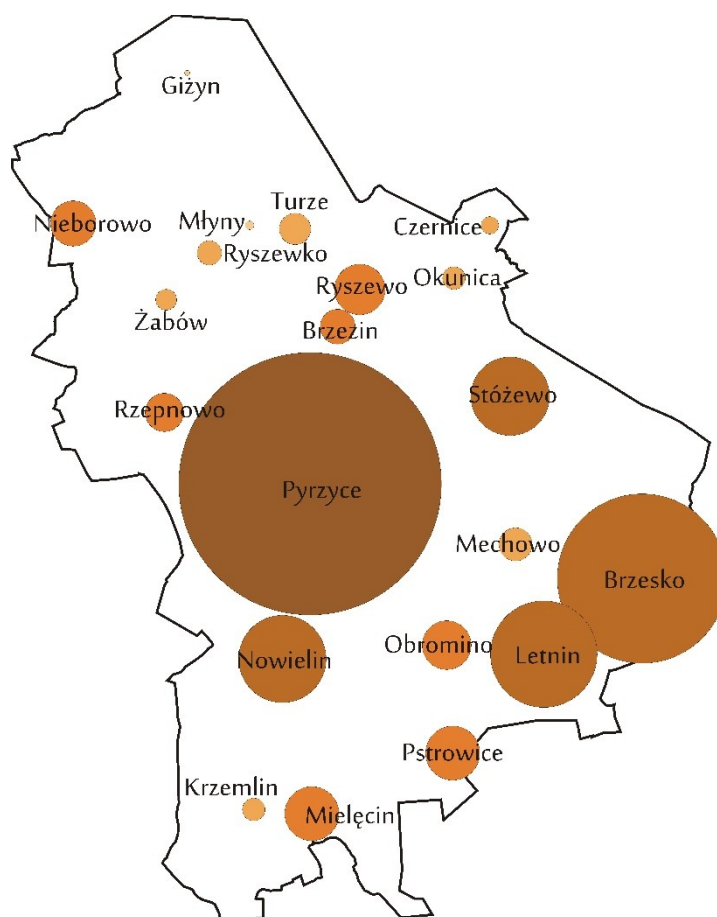 Giżyn
Turze
Nieborowo
Młyny
Czernice
Ryszewko
Okunica
Ryszewo
Żabów
Brzezin
Stóżewo
Rzepnowo
Pyrzyce
Mechowo
Brzesko
Obromino
Letnin
Nowielin
Pstrowice
Krzemlin
Mielęcin